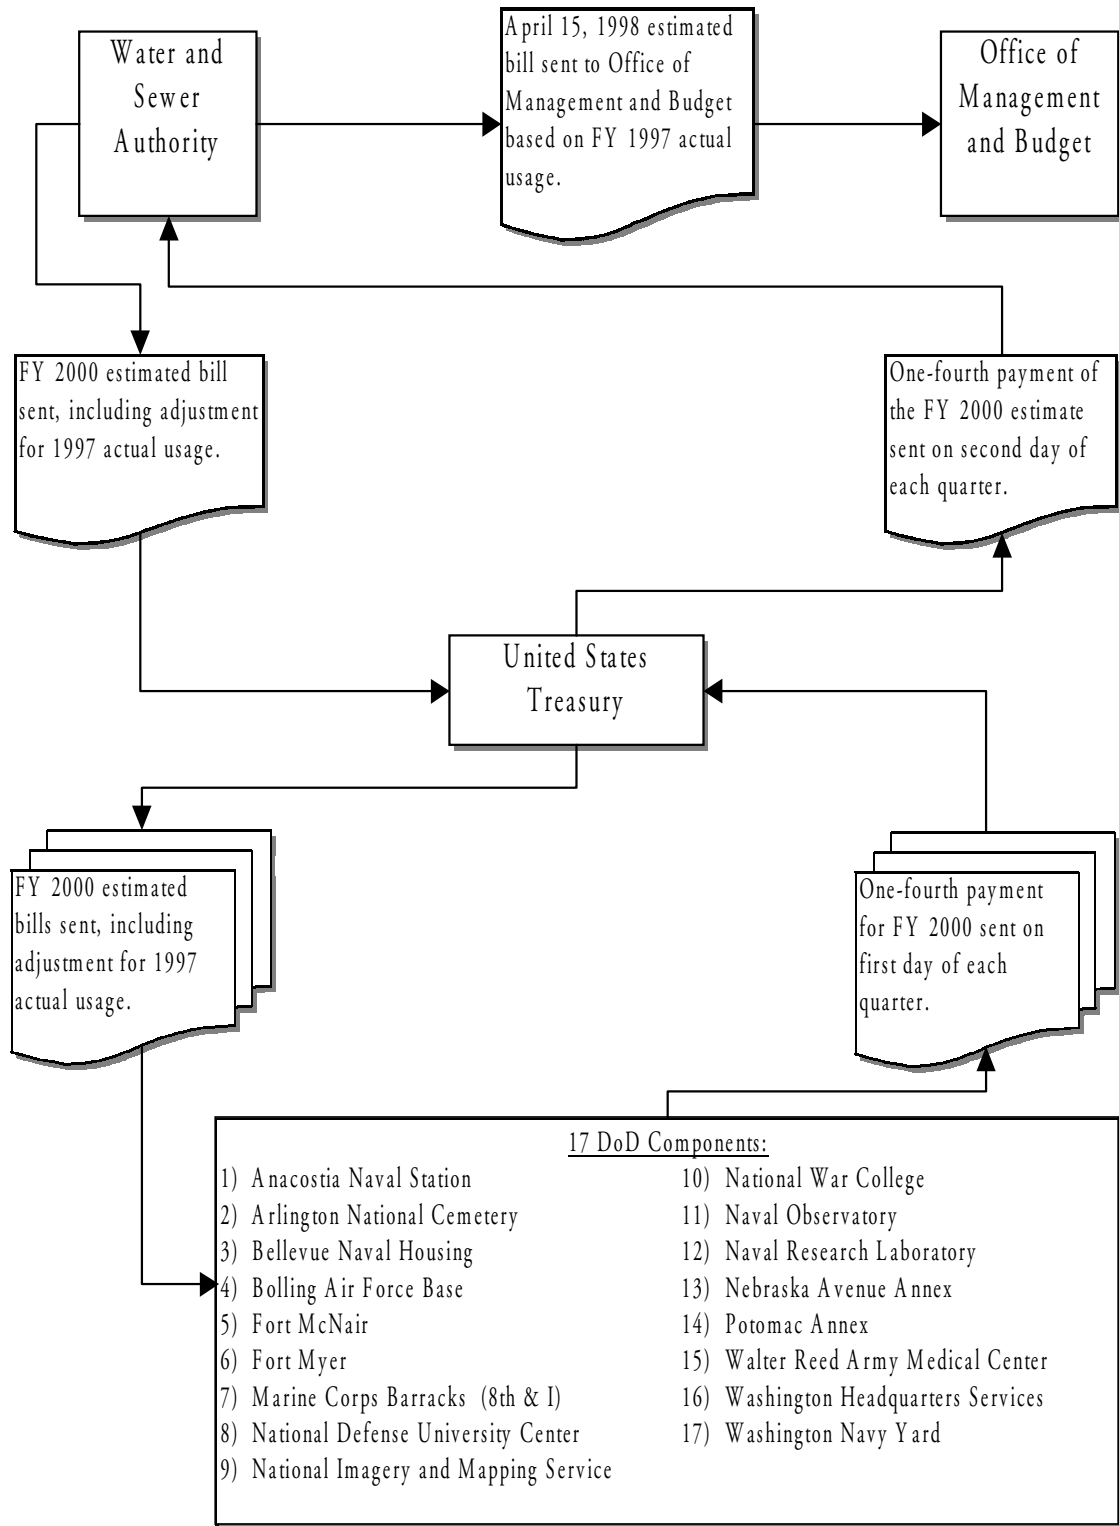 Water and
Sewer
Authority
April 15, 1998 estimated
bill sent to Office of
Management and Budget
based on FY 1997 actual
usage.
Office of
Management
and Budget
FY 2000 estimated bill
sent, including adjustment
for 1997 actual usage.
One-fourth payment of
the FY 2000 estimate
sent on second day of
each quarter.
United States
Treasury
FY 2000 estimated
bills sent, including
adjustment for 1997
actual usage.
One-fourth payment
for FY 2000 sent on
first day of each
quarter.
17 DoD Components:
1) Anacostia Naval Station
2) Arlington National Cemetery
3) Bellevue Naval Housing
4) Bolling Air Force Base
5) Fort McNair
6) Fort Myer
7) Marine Corps Barracks (8th & I)
8) National Defense University Center
9) National Imagery and Mapping Service
10) National War College
11) Naval Observatory
12) Naval Research Laboratory
13) Nebraska Avenue Annex
14) Potomac Annex
15) Walter Reed Army Medical Center
16) Washington Headquarters Services
17) Washington Navy Yard